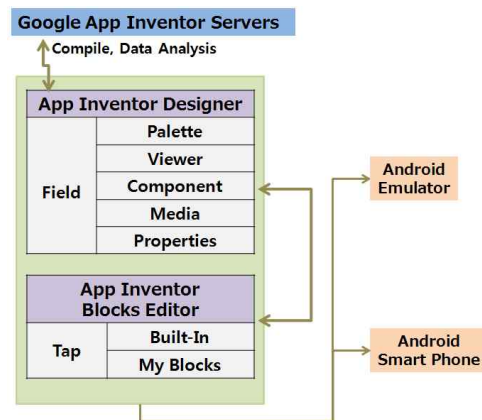 Google App Inventor Servers
Compile, Data Analysis
App Inventor Designer
Field
Palette
Viewer
Component
Media
Properties
App Inventor
Blocks Editor
Tap
Built-In
My Blocks
Android
Emulator
Android
Smart Phone